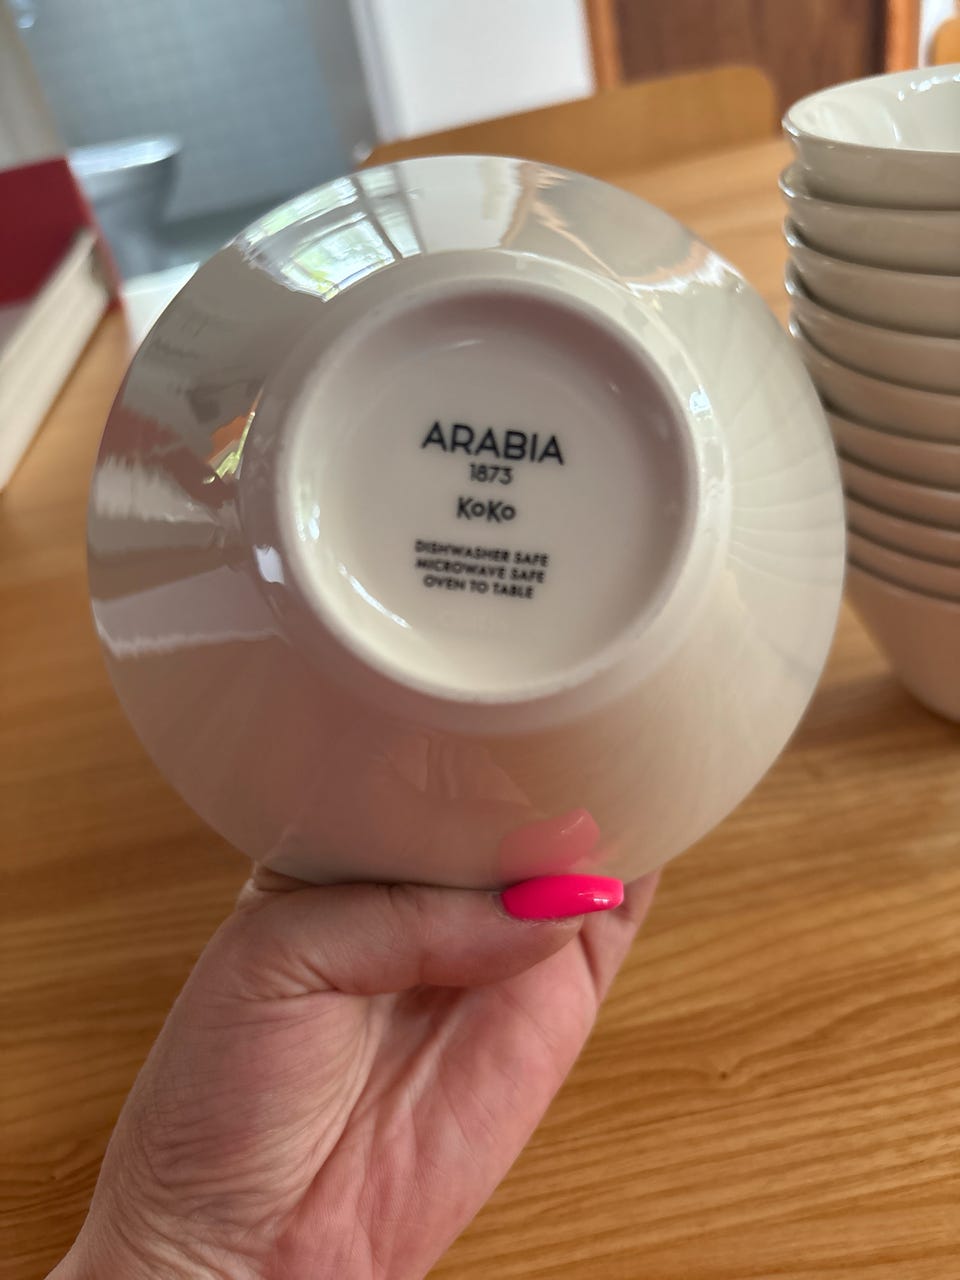 ARABIA
1873
KoKo
DISHWASHER SAFE
MICROWAVE SAFE
OVEN TO TABLE